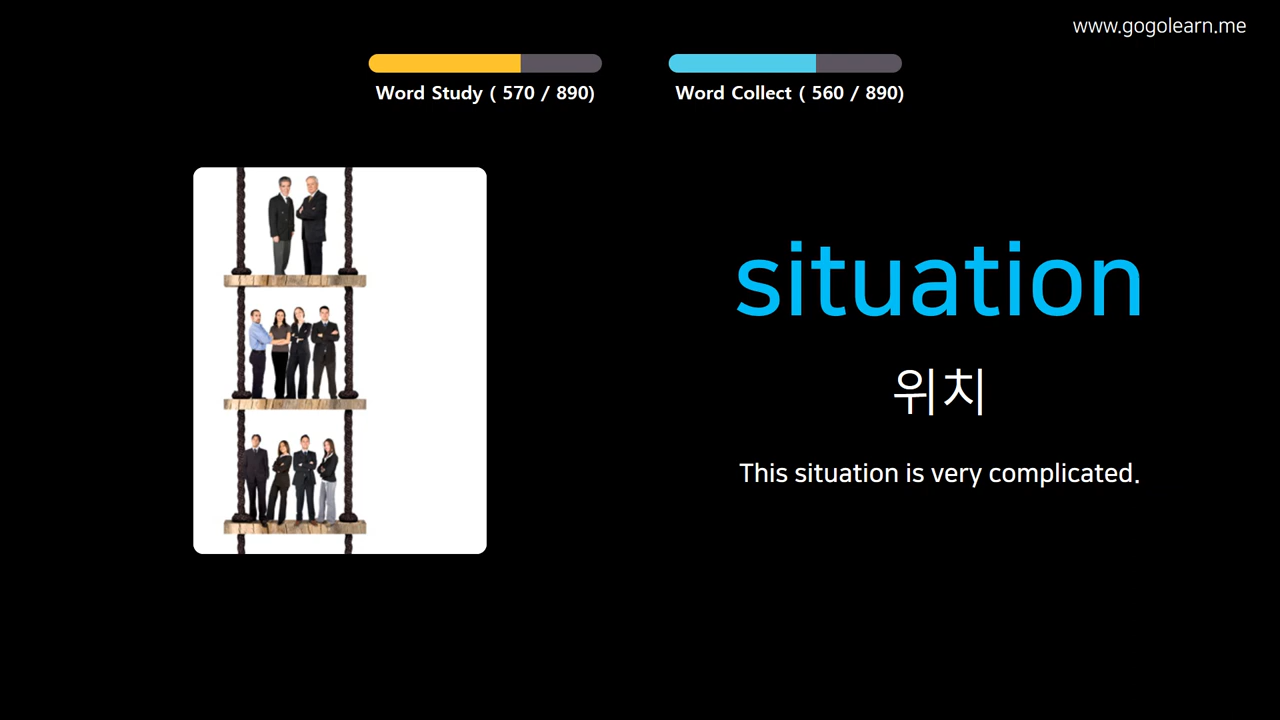 www.gogolearn.me
Word Study ( 570 / 890)
Word Collect ( 560 / 890)
situation
위치
This situation is very complicated.